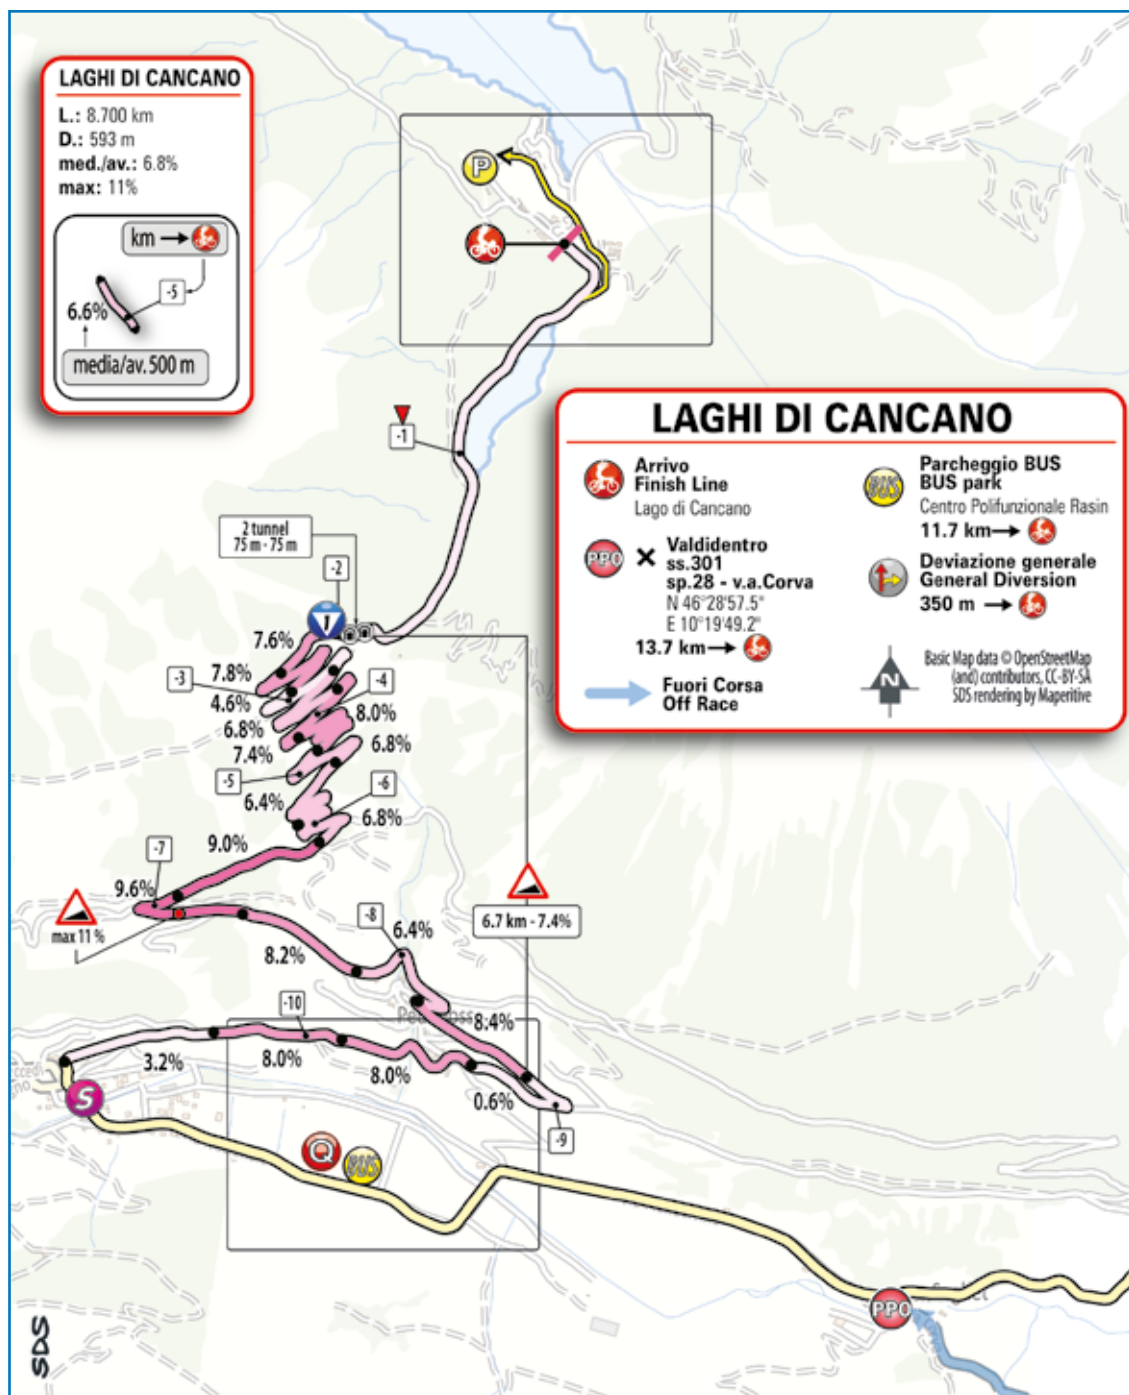 LAGHI DI CANCANO
L.: 8.700 km
D.: 593 m
med./av.: 6.8%
max: 11%
km
-5
6.6%
media/av. 500 m
P
-1
LAGHI DI CANCANO
Arrivo
Finish Line
Lago di Cancano
PPO
Valdidentro
ss.301
sp.28 - v.a.Corva
N 46°28'57.5"
E 10°19'49.2"
13.7 km
Fuori Corsa
Off Race
BUS
Parcheggio BUS
BUS park
Centro Polifunzionale Rasin
11.7 km
Deviazione generale
General Diversion
350 m
N
Basic Map data © OpenStreetMap
(and) contributors, CC-BY-SA
SDS rendering by Maperitive
2 tunnel
75 m - 75 m
-2
1
7.6%
7.8%
-3
-4
4.6%
8.0%
6.8%
6.8%
7.4%
-5
-6
6.4%
6.8%
9.0%
-7
9.6%
max 11 %
6.7 km - 7.4%
-8
6.4%
8.2%
-10
8.4%
3.2%
8.0%
8.0%
0.6%
-9
S
Q
BUS
PPO
SDS